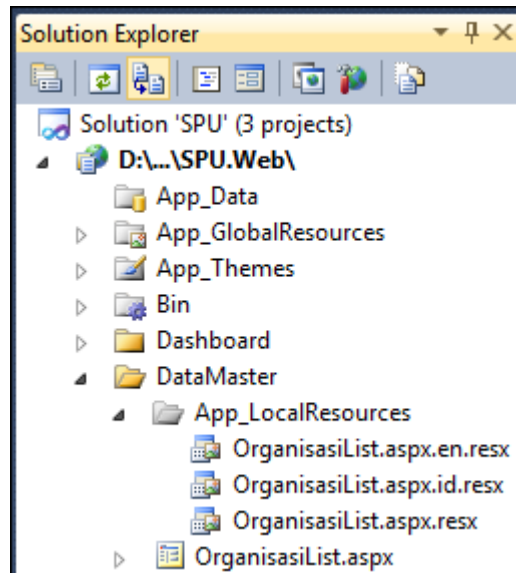 Solution Explorer
Solution 'SPU' (3 projects)
D:\...\SPU.Web\
App_Data
App_GlobalResources
App_Themes
Bin
Dashboard
DataMaster
App_LocalResources
OrganisasiList.aspx.en.resx
OrganisasiList.aspx.id.resx
OrganisasiList.aspx.resx
OrganisasiList.aspx